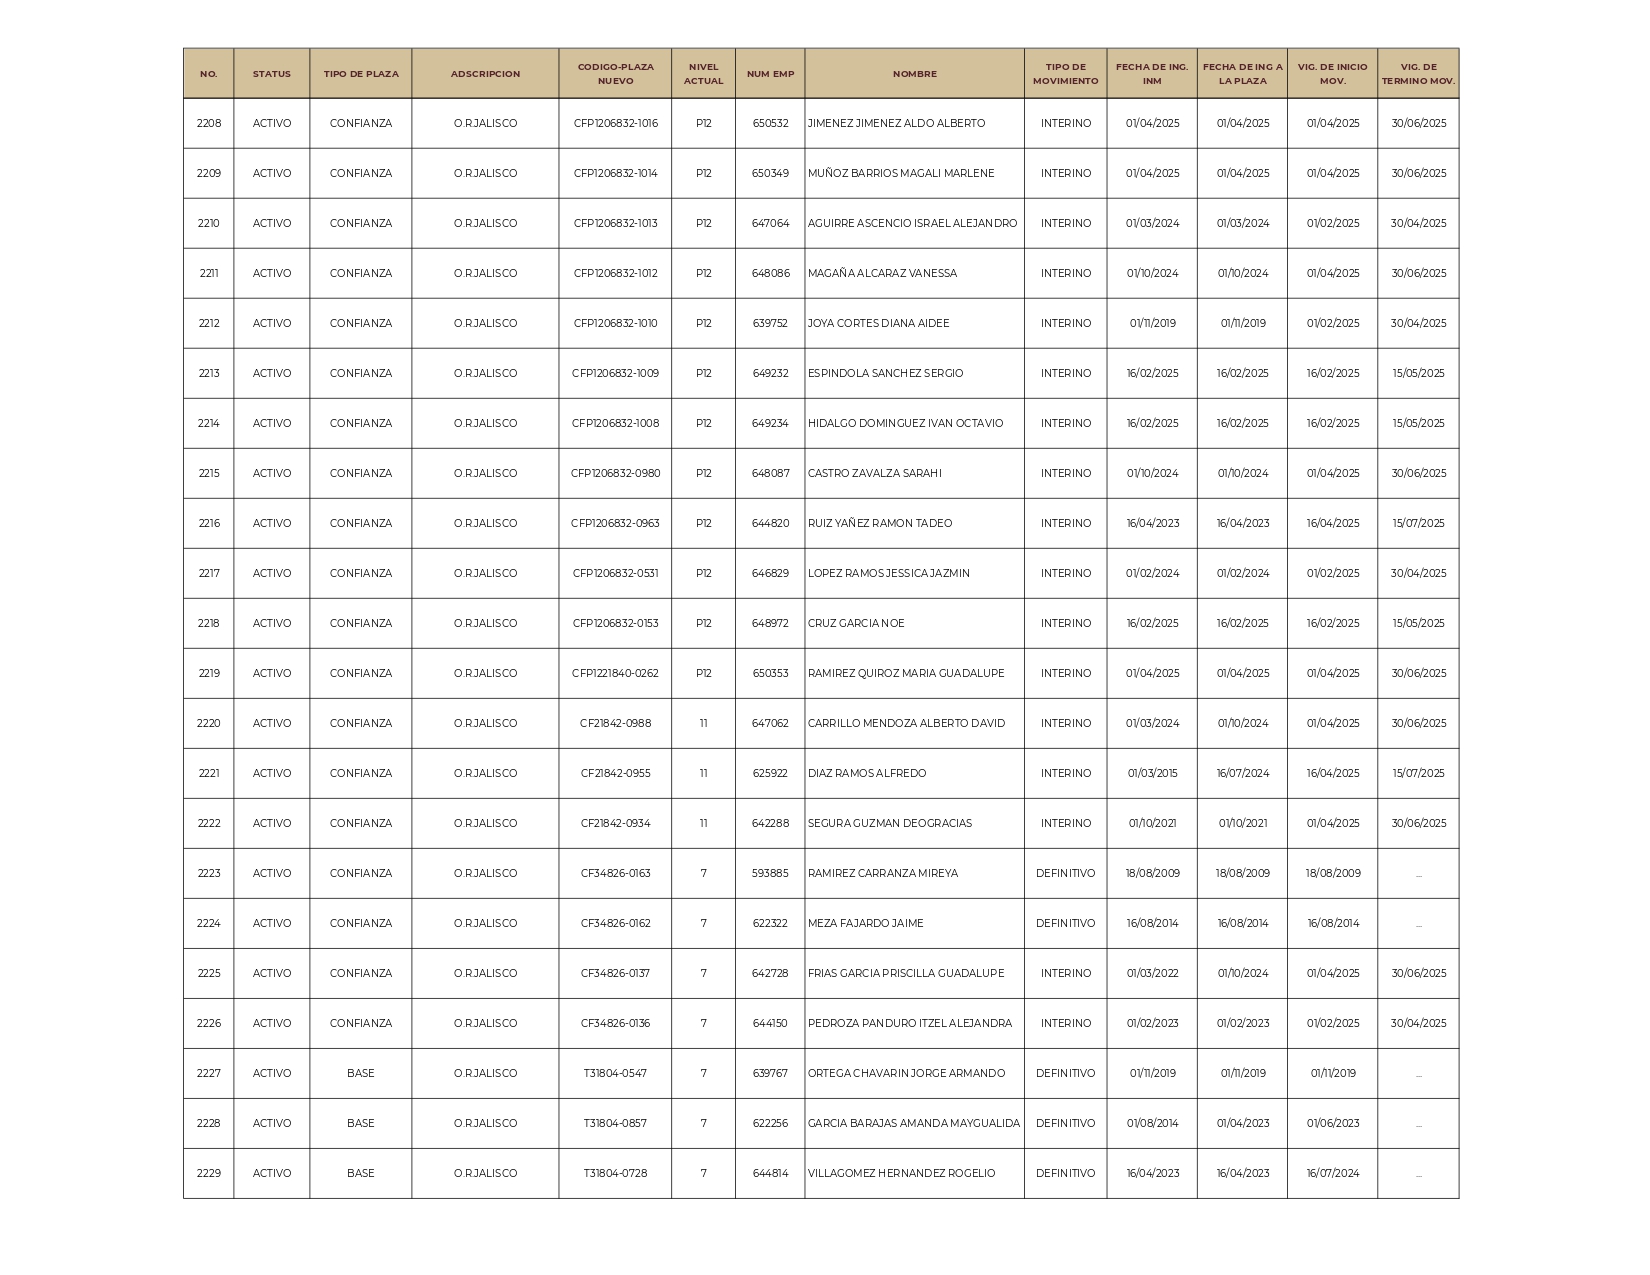 NO. STATUS TIPO DE PLAZA ADSCRIPCION CODIGO-PLAZA NUEVO NIVEL ACTUAL NUM EMP NOMBRE TIPO DE MOVIMIENTO FECHA DE ING. INM FECHA DE ING A LA PLAZA VIG. DE INICIO MOV. VIG. DE TERMINO MOV.
2208 ACTIVO CONFIANZA O.R.JALISCO CFP1206832-1016 P12 650532 JIMENEZ JIMENEZ ALDO ALBERTO INTERINO 01/04/2025 01/04/2025 01/04/2025 30/06/2025
2209 ACTIVO CONFIANZA O.R.JALISCO CFP1206832-1014 P12 650349 MUÑOZ BARRIOS MAGALI MARLENE INTERINO 01/04/2025 01/04/2025 01/04/2025 30/06/2025
2210 ACTIVO CONFIANZA O.R.JALISCO CFP1206832-1013 P12 647064 AGUIRRE ASCENCIO ISRAEL ALEJANDRO INTERINO 01/03/2024 01/03/2024 01/02/2025 30/04/2025
2211 ACTIVO CONFIANZA O.R.JALISCO CFP1206832-1012 P12 648086 MAGAÑA ALCARAZ VANESSA INTERINO 01/10/2024 01/10/2024 01/04/2025 30/06/2025
2212 ACTIVO CONFIANZA O.R.JALISCO CFP1206832-1010 P12 639752 JOYA CORTES DIANA AIDEE INTERINO 01/11/2019 01/11/2019 01/02/2025 30/04/2025
2213 ACTIVO CONFIANZA O.R.JALISCO CFP1206832-1009 P12 649232 ESPINDOLA SANCHEZ SERGIO INTERINO 16/02/2025 16/02/2025 16/02/2025 15/05/2025
2214 ACTIVO CONFIANZA O.R.JALISCO CFP1206832-1008 P12 649234 HIDALGO DOMINGUEZ IVAN OCTAVIO INTERINO 16/02/2025 16/02/2025 16/02/2025 15/05/2025
2215 ACTIVO CONFIANZA O.R.JALISCO CFP1206832-0980 P12 648087 CASTRO ZAVALZA SARAHI INTERINO 01/10/2024 01/10/2024 01/04/2025 30/06/2025
2216 ACTIVO CONFIANZA O.R.JALISCO CFP1206832-0963 P12 644820 RUIZ YAÑEZ RAMON TADEO INTERINO 16/04/2023 16/04/2023 16/04/2025 15/07/2025
2217 ACTIVO CONFIANZA O.R.JALISCO CFP1206832-0531 P12 646829 LOPEZ RAMOS JESSICA JAZMIN INTERINO 01/02/2024 01/02/2024 01/02/2025 30/04/2025
2218 ACTIVO CONFIANZA O.R.JALISCO CFP1206832-0153 P12 648972 CRUZ GARCIA NOE INTERINO 16/02/2025 16/02/2025 16/02/2025 15/05/2025
2219 ACTIVO CONFIANZA O.R.JALISCO CFP1221840-0262 P12 650353 RAMIREZ QUIROZ MARIA GUADALUPE INTERINO 01/04/2025 01/04/2025 01/04/2025 30/06/2025
2220 ACTIVO CONFIANZA O.R.JALISCO CF21842-0988 11 647062 CARRILLO MENDOZA ALBERTO DAVID INTERINO 01/03/2024 01/10/2024 01/04/2025 30/06/2025
2221 ACTIVO CONFIANZA O.R.JALISCO CF21842-0955 11 625922 DIAZ RAMOS ALFREDO INTERINO 01/03/2015 16/07/2024 16/04/2025 15/07/2025
2222 ACTIVO CONFIANZA O.R.JALISCO CF21842-0934 11 642288 SEGURA GUZMAN DEOGRACIAS INTERINO 01/10/2021 01/10/2021 01/04/2025 30/06/2025
2223 ACTIVO CONFIANZA O.R.JALISCO CF34826-0163 7 593885 RAMIREZ CARRANZA MIREYA DEFINITIVO 18/08/2009 18/08/2009 18/08/2009 ...
2224 ACTIVO CONFIANZA O.R.JALISCO CF34826-0162 7 622322 MEZA FAJARDO JAIME DEFINITIVO 16/08/2014 16/08/2014 16/08/2014 ...
2225 ACTIVO CONFIANZA O.R.JALISCO CF34826-0137 7 642728 FRIAS GARCIA PRISCILLA GUADALUPE INTERINO 01/03/2022 01/10/2024 01/04/2025 30/06/2025
2226 ACTIVO CONFIANZA O.R.JALISCO CF34826-0136 7 644150 PEDROZA PANDURO ITZEL ALEJANDRA INTERINO 01/02/2023 01/02/2023 01/02/2025 30/04/2025
2227 ACTIVO BASE O.R.JALISCO T31804-0547 7 639767 ORTEGA CHAVARIN JORGE ARMANDO DEFINITIVO 01/11/2019 01/11/2019 01/11/2019 ...
2228 ACTIVO BASE O.R.JALISCO T31804-0857 7 622256 GARCIA BARAJAS AMANDA MAYGUALIDA DEFINITIVO 01/08/2014 01/04/2023 01/06/2023 ...
2229 ACTIVO BASE O.R.JALISCO T31804-0728 7 644814 VILLAGOMEZ HERNANDEZ ROGELIO DEFINITIVO 16/04/2023 16/04/2023 16/07/2024 ...